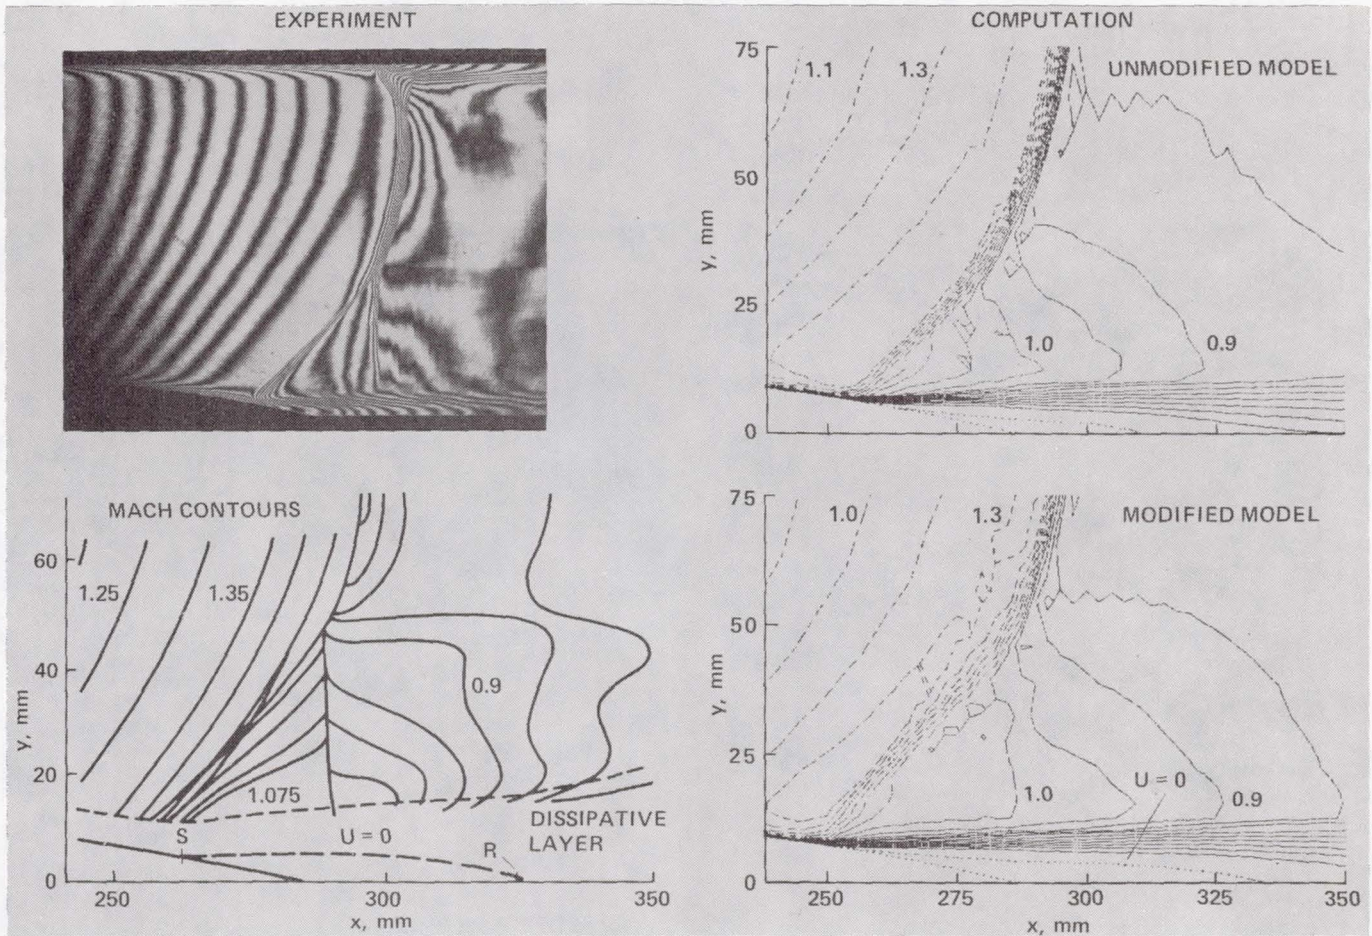 EXPERIMENT
COMPUTATION
75
1.1
1.3
UNMODIFIED MODEL
50
y, mm
25
1.0
0.9
0
MACH CONTOURS
60
1.25
1.35
40
y, mm
0.9
20
1.075
S
U = 0
R
DISSIPATIVE
LAYER
0
250
300
350
x, mm
75
1.0
1.3
MODIFIED MODEL
50
y, mm
25
U = 0
1.0
0.9
0
250
275
300
325
350
x, mm